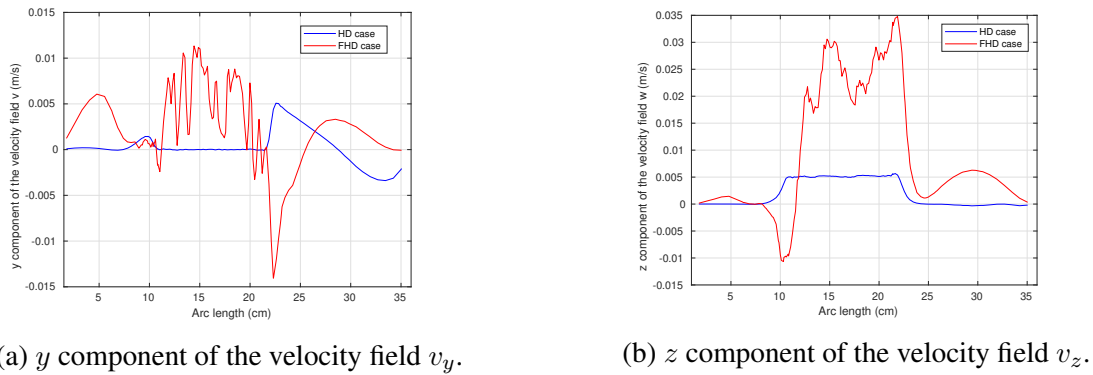 0.015
0.01
0.005
0
-0.005
-0.01
-0.015
y component of the velocity field v (m/s)
HD case
FHD case
5 10 15 20 25 30 35
Arc length (cm)
0.035
0.03
0.025
0.02
0.015
0.01
0.005
0
-0.005
-0.01
-0.015
z component of the velocity field w (m/s)
HD case
FHD case
5 10 15 20 25 30 35
Arc length (cm)
a) y component of the velocity field v_y.
(b) z component of the velocity field v_z.